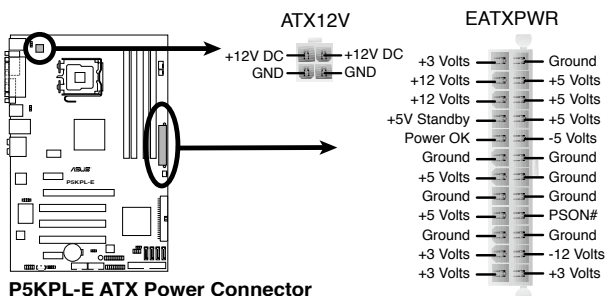 ATX12V
+12V DC +12V DC
GND GND
EATXPWR
+3 Volts Ground
+12 Volts +5 Volts
+12 Volts +5 Volts
+5V Standby +5 Volts
Power OK -5 Volts
Ground Ground
+5 Volts Ground
Ground Ground
+5 Volts PSON#
Ground Ground
+3 Volts -12 Volts
+3 Volts +3 Volts
ASUS
P5KPL-E
P5KPL-E ATX Power Connector